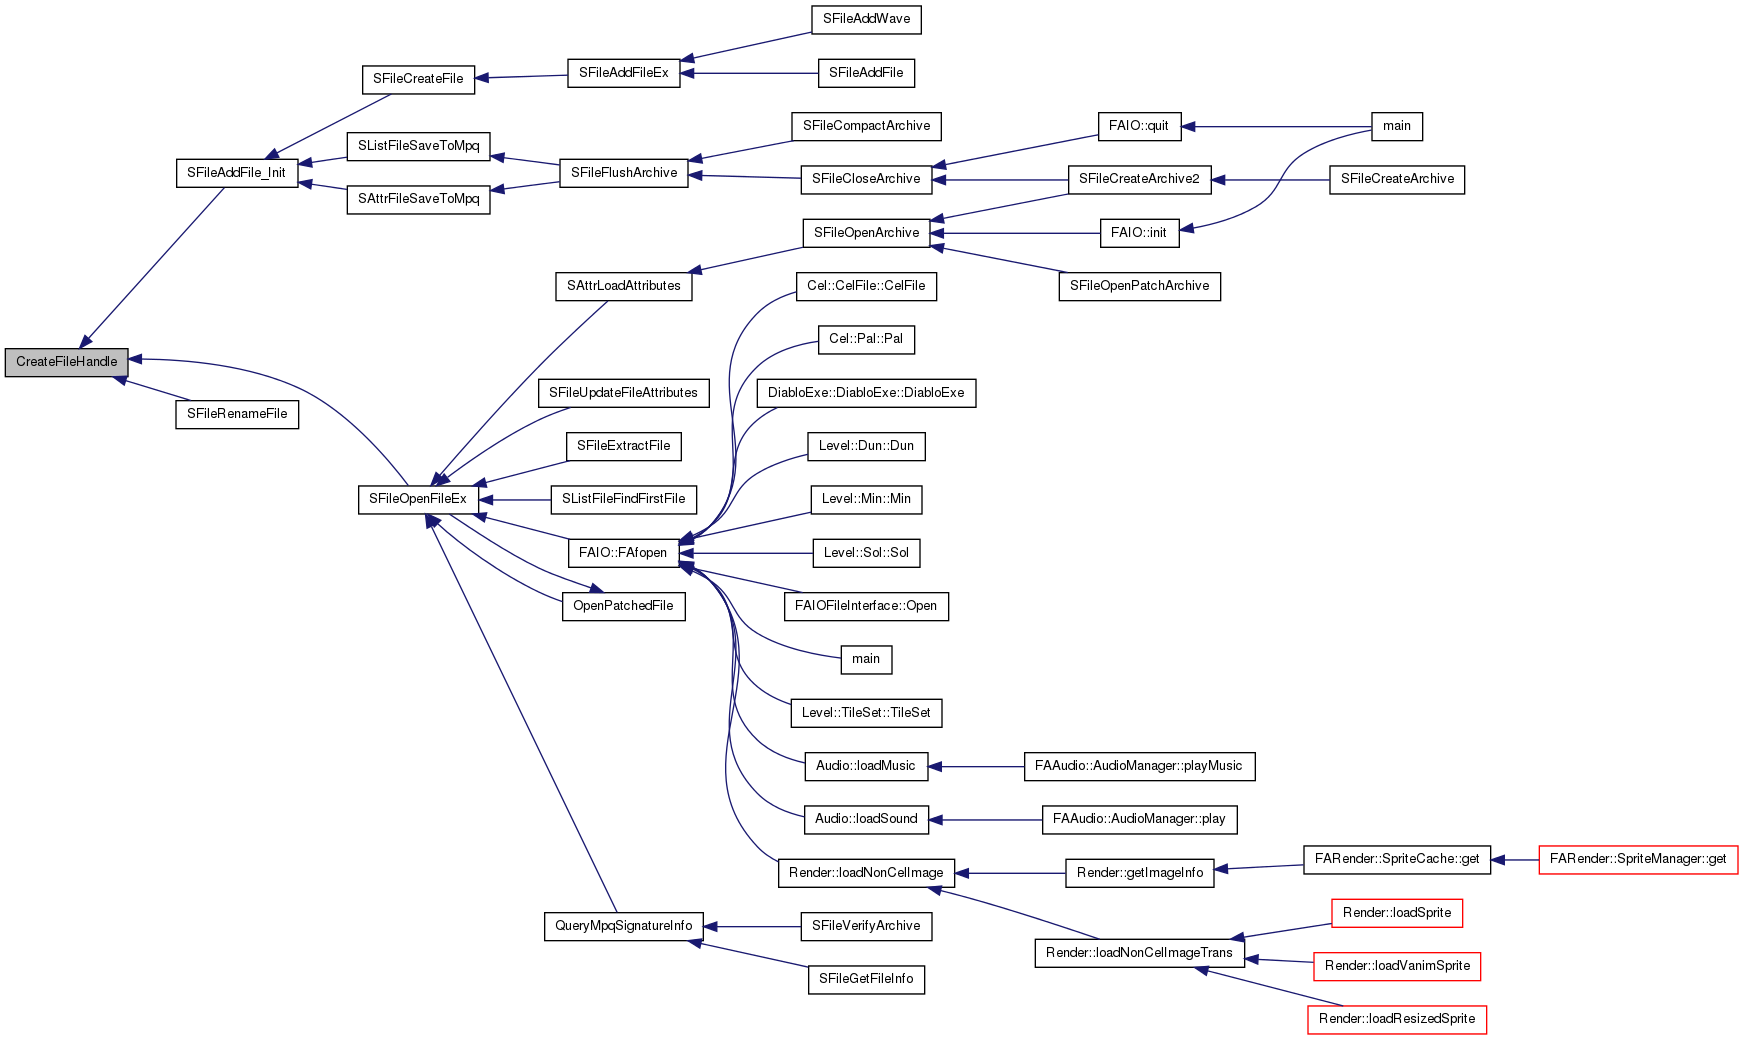 SFileAddWave
SFileCreateFile
SFileAddFileEx
SFileAddFile
SFileCompactArchive
FAIO::quit
main
SListFileSaveToMpq
SFileAddFile_Init
SFileFlushArchive
SFileCloseArchive
SFileCreateArchive2
SFileCreateArchive
SAttrFileSaveToMpq
SFileOpenArchive
FAIO::init
SAttrLoadAttributes
Cel::CelFile::CelFile
SFileOpenPatchArchive
Cel::Pal::Pal
CreateFileHandle
SFileUpdateFileAttributes
DiabloExe::DiabloExe::DiabloExe
SFileRenameFile
SFileExtractFile
Level::Dun::Dun
SFileOpenFileEx
SListFileFindFirstFile
Level::Min::Min
FAIO::FAfopen
Level::Sol::Sol
OpenPatchedFile
FAIOFileInterface::Open
main
Level::TileSet::TileSet
Audio::loadMusic
FAAudio::AudioManager::playMusic
Audio::loadSound
FAAudio::AudioManager::play
Render::loadNonCelImage
Render::getImageInfo
FARender::SpriteCache::get
FARender::SpriteManager::get
QueryMpqSignatureInfo
SFileVerifyArchive
Render::loadSprite
Render::loadNonCelImageTrans
Render::loadVanimSprite
SFileGetFileInfo
Render::loadResizedSprite